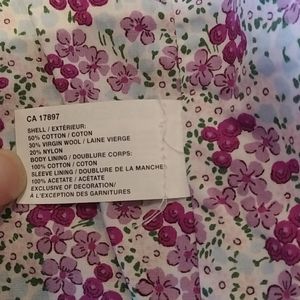 CA 17897
SHELL / EXTÉRIEUR:
50% COTTON / COTON
30% VIRGIN WOOL / LAINE VIERGE
20% NYLON
BODY LINING / DOUBLURE CORPS:
100% COTTON / COTON
SLEEVE LINING / DOUBLURE DE LA MANCHE
100% ACETATE / ACÉTATE
EXCLUSIVE OF DECORATION/
À L'EXCEPTION DES GARNITURES